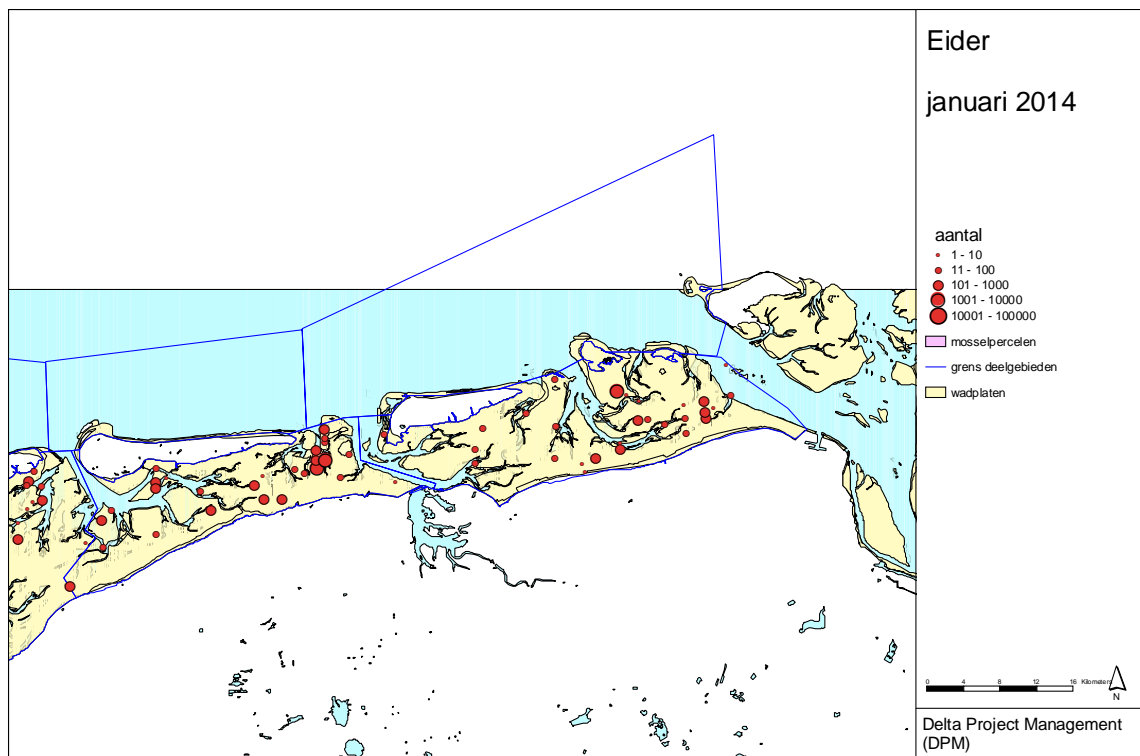 Eider
januari 2014
aantal
1 - 10
11 - 100
101 - 1000
1001 - 10000
10001 - 100000
mosselpercelen
grens deelgebieden
wadplaten
0 4 8 12 16 Kilometers
N
Delta Project Management
(DPM)